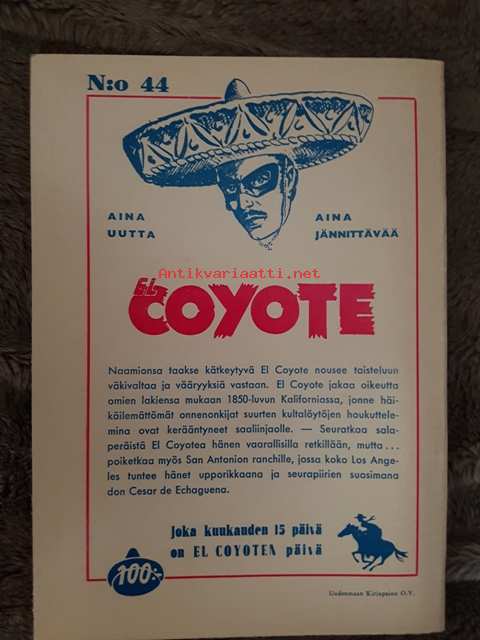 N:o 44
AINA
UUTTA
AINA
JÄNNITTÄVÄÄ
Antikvariaatti.net
EL
COYOTE
Naamionsa taakse kätkeytyvä El Coyote nousee taisteluun
väkivaltaa ja vääryyksiä vastaan. El Coyote jakaa oikeutta
omien lakiensa mukaan 1850-luvun Kaliforniassa, jonne häi-
käilemättömät onnenonkijat suurten kultalöytöjen houkuttele-
mina ovat kerääntyneet saaliinjaolle. — Seuratkaa sala-
peräistä El Coyotea hänen vaarallisilla retkillään, mutta...
poiketkaa myös San Antonion ranchille, jossa koko Los Ange-
les tuntee hänet upporikkaana ja seurapiirien suosimana
don Cesar de Echaguena.
Joka kuukauden 15 päivä
on EL COYOTEN päivä
100:-
Uudenmaan Kirjapaino O.Y.